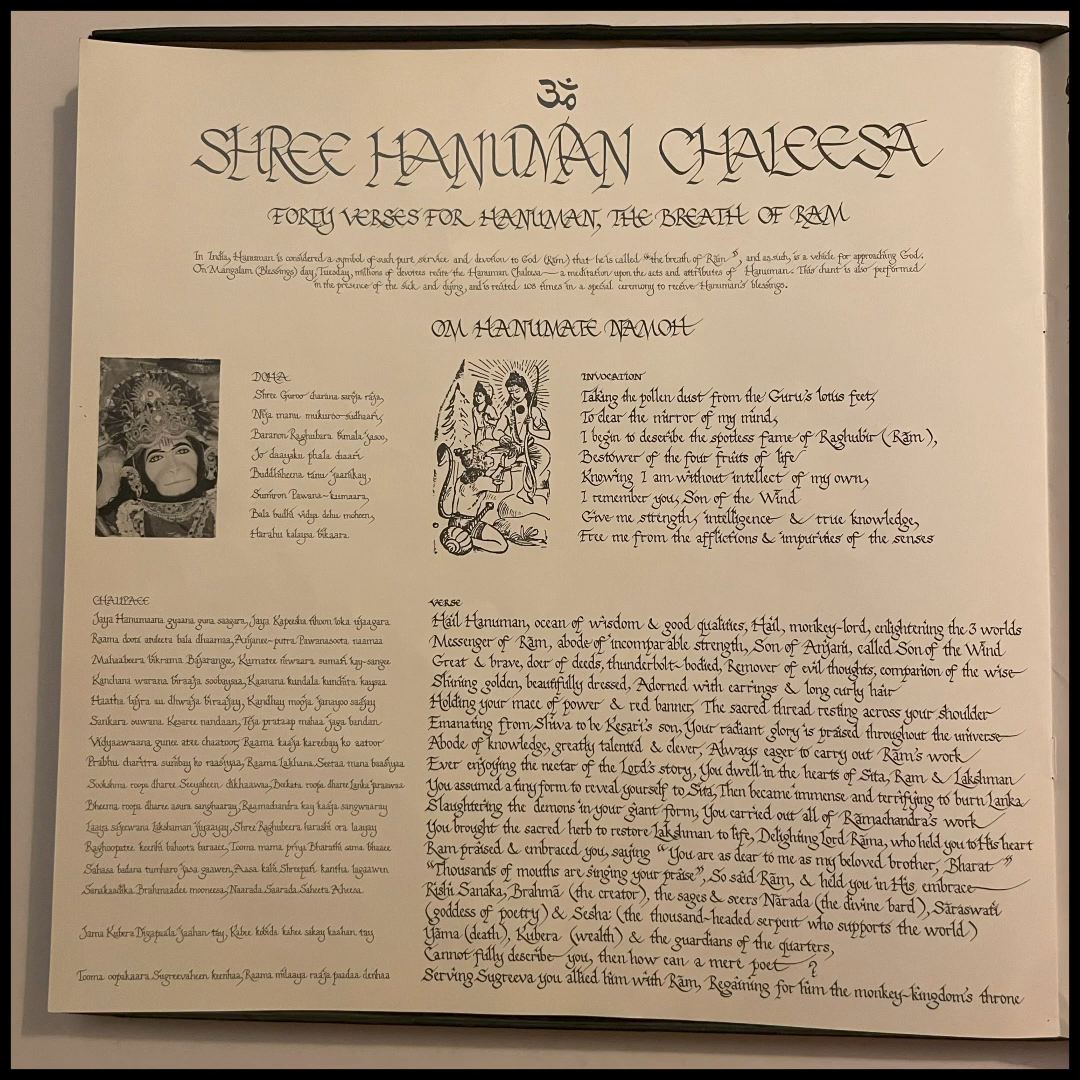 ॐ
SHREE HANUMAN CHALEESA
FORTY VERSES FOR HANUMAN, THE BREATH OF RAM
In India, Hanuman is considered a symbol of such pure service and devotion to God (Rām) that he is called "the breath of Rām", and as such, is a vehicle for approaching God.
On Mangalam (Blessings) day, Tuesday, millions of devotees recite the Hanuman Chaleesa — a meditation upon the acts and attributes of Hanuman. This chant is also performed
in the presence of the sick and dying, and is recited 108 times in a special ceremony to receive Hanuman's blessings.
OM HANUMATE NAMOH
DOHA
Shree Guroo charana saroja raja,
Nija manu mukuroo sudhaari,
Baranon Raghubara bimala jasoo,
Jo daayaku phala chaari
Buddhiheena tanu jaanikay,
Sumiron Pawana-kumaara,
Bala budhi vidya dehu moheen,
Harahu kalaysa bikaara
INVOCATION
Taking the pollen dust from the Guru's lotus feet,
To clear the mirror of my mind,
I begin to describe the spotless fame of Raghubir (Rām),
Bestower of the four fruits of life
Knowing I am without intellect of my own,
I remember you, Son of the Wind
Give me strength, intelligence & true knowledge,
Free me from the afflictions & impurities of the senses
CHAUPAEE
Jaya Hanumaana gyaana guna saagara, Jaya Kapeesha tihoon loka ujaagara
Raama doota atuleeta bala dhaamaa, Anjanee-putra Pawanasoota naamaa
Mahaabeera bikrama Bajarangee, Kumatee niwaara sumati kay-sangee
Kanchana warana biraaja soobaysaa, Kaanana kundala kunchita kaysaa
Haatha bajra au dhwaja biraajay, Kandhay mooja janayoo saajay
Sankara suwana Kesaree nandaan, Teja prataap mahaa jaga bandan
Vidyaawaana gunee atee chaatoor, Raama kaaja kareebay ko aatoor
Prabhu charitra sunibay ko raasiyaa, Raama Lakhana Seetaa mana baasiyaa
Sookshma roopa dharee Seeyaheen dikhaawaa, Beekata roopa dharee Lanka jaraawaa
Bheema roopa dharee asura sanghaaray, Raamachandra kay kaaja sangwaaray
Laaya sajeewana Lakshaman jiyaayay, Shree Raghubeera harashi ora laayay
Raghoopatee keenhi bahoota baraaee, Tooma mama priya Bharathi sama bhaaee
Sahasa badana tumharo jasa gaawen, Aasa kahi Shreepati kantha lagaawen
Sanakaadika, Brahmaadee mooneesa, Naarada Saarada Saheeta Aheesa
Jama Kubera Digapaala jaahan tay, Kabee kobida kahee sakay kaahan tay
Tooma oopakaara Sugreevaheen keenhaa, Raama milaaya raaja paadaa deenhaa
VERSE
Hail Hanuman, ocean of wisdom & good qualities, Hail, monkey-lord, enlightening the 3 worlds
Messenger of Rām, abode of incomparable strength, Son of Anjani, called Son of the Wind
Great & brave, doer of deeds, thunderbolt-bodied, Remover of evil thoughts, companion of the wise
Shining golden, beautifully dressed, Adorned with earrings & long curly hair
Holding your mace of power & red banner, The sacred thread resting across your shoulder
Emanating from Shiva to be Kesari's son, Your radiant glory is praised throughout the universe
Abode of knowledge, greatly talented & clever, Always eager to carry out Rām's work
Ever enjoying the nectar of the Lord's story, You dwell in the hearts of Sita, Ram & Lakshman
You assumed a tiny form to reveal yourself to Sita, Then became immense and terrifying to burn Lanka
Slaughtering the demons in your giant form, You carried out all of Rāmachandra's work
You brought the sacred herb to restore Lakshman to life, Delighting Lord Rāma, who held you to His heart
Ram praised & embraced you, saying "You are as dear to me as my beloved brother, Bharat"
"Thousands of mouths are singing your praise", So said Rām, & held you in His embrace
Rishi Sanaka, Brahmā (the creator), the sages & seers Nārada (the divine bard), Sāraswati
(goddess of poetry) & Sesha (the thousand-headed serpent who supports the world)
Yāma (death), Kubera (wealth) & the guardians of the quarters,
Cannot fully describe you, then how can a mere poet ?
Serving Sugreeva you allied him with Rām, Regaining for him the monkey-kingdom's throne